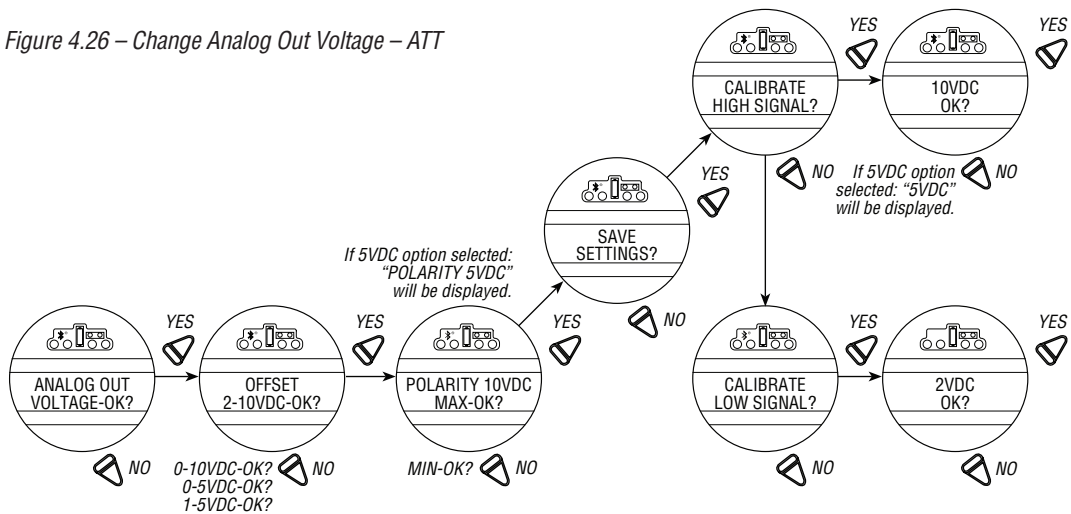 Figure 4.26 – Change Analog Out Voltage – ATT
YES
YES
CALIBRATE
HIGH SIGNAL?
10VDC
OK?
NO
If 5VDC option
selected: “5VDC”
will be displayed.
NO
YES
SAVE
SETTINGS?
NO
If 5VDC option selected:
“POLARITY 5VDC”
will be displayed.
YES
YES
YES
YES
YES
ANALOG OUT
VOLTAGE-OK?
OFFSET
2-10VDC-OK?
POLARITY 10VDC
MAX-OK?
CALIBRATE
LOW SIGNAL?
2VDC
OK?
NO
0-10VDC-OK?
0-5VDC-OK?
1-5VDC-OK?
NO
MIN-OK?
NO
NO
NO